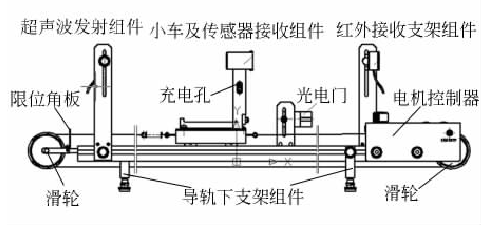 超声波发射组件 小车及传感器接收组件 红外接收支架组件
限位角板 充电孔 光电门 电机控制器
Y
X
滑轮 导轨下支架组件 滑轮